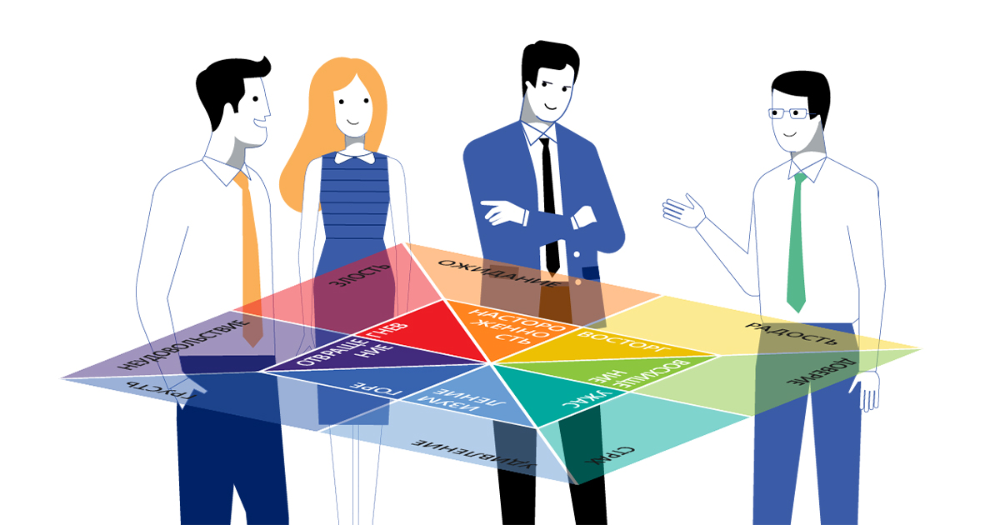 ЗЛОСТЬ
ОЖИДАНИЕ
НЕУДОВОЛЬСТВИЕ
ГНЕВ
НАСТОРО
ЖЕННО
СТЬ
ВОСТОРГ
РАДОСТЬ
ОТВРАЩЕ
НИЕ
ВОСХИЩЕ
НИЕ
ДОВЕРИЕ
ГРУСТЬ
ГОРЕ
ИЗУМ
ЛЕНИЕ
УЖАС
УДИВЛЕНИЕ
СТРАХ